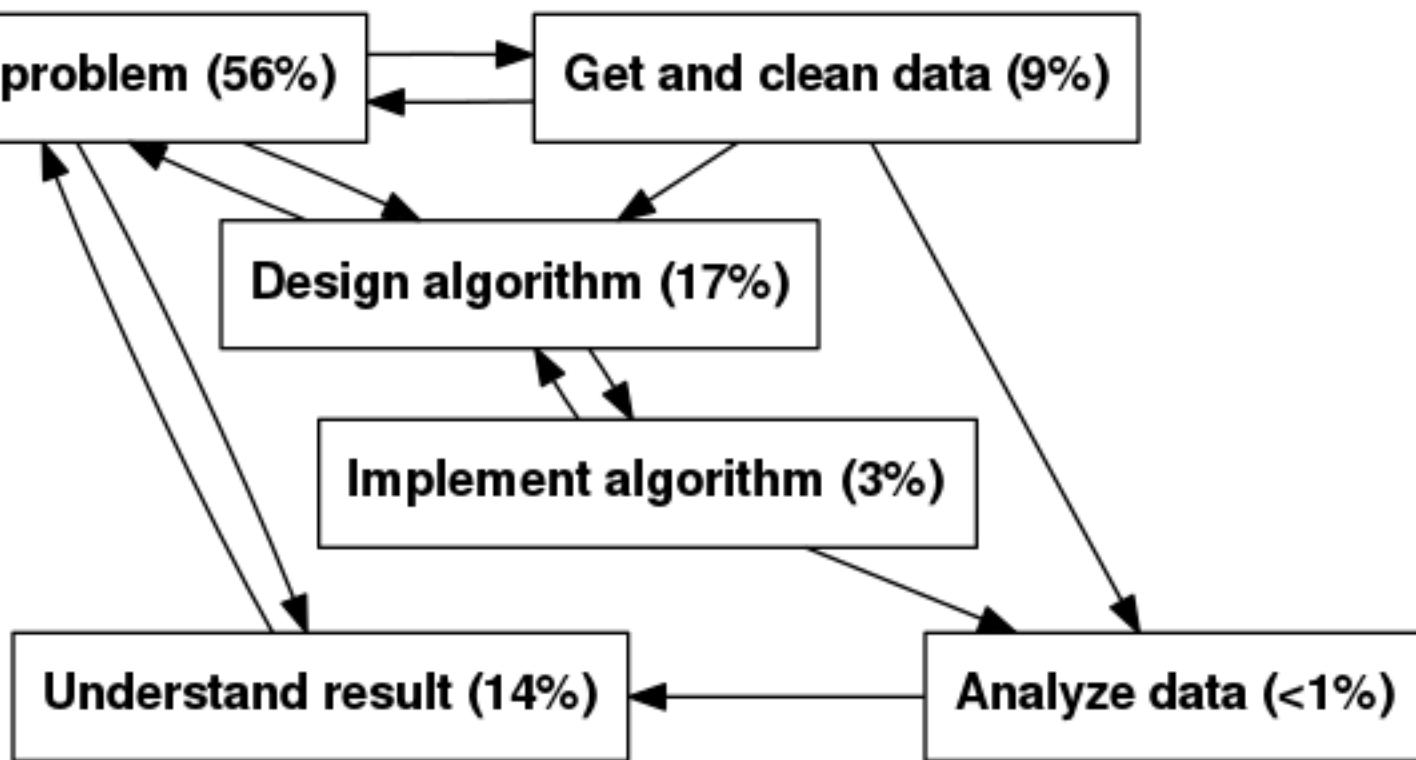 problem (56%)
Get and clean data (9%)
Design algorithm (17%)
Implement algorithm (3%)
Understand result (14%)
Analyze data (<1%)